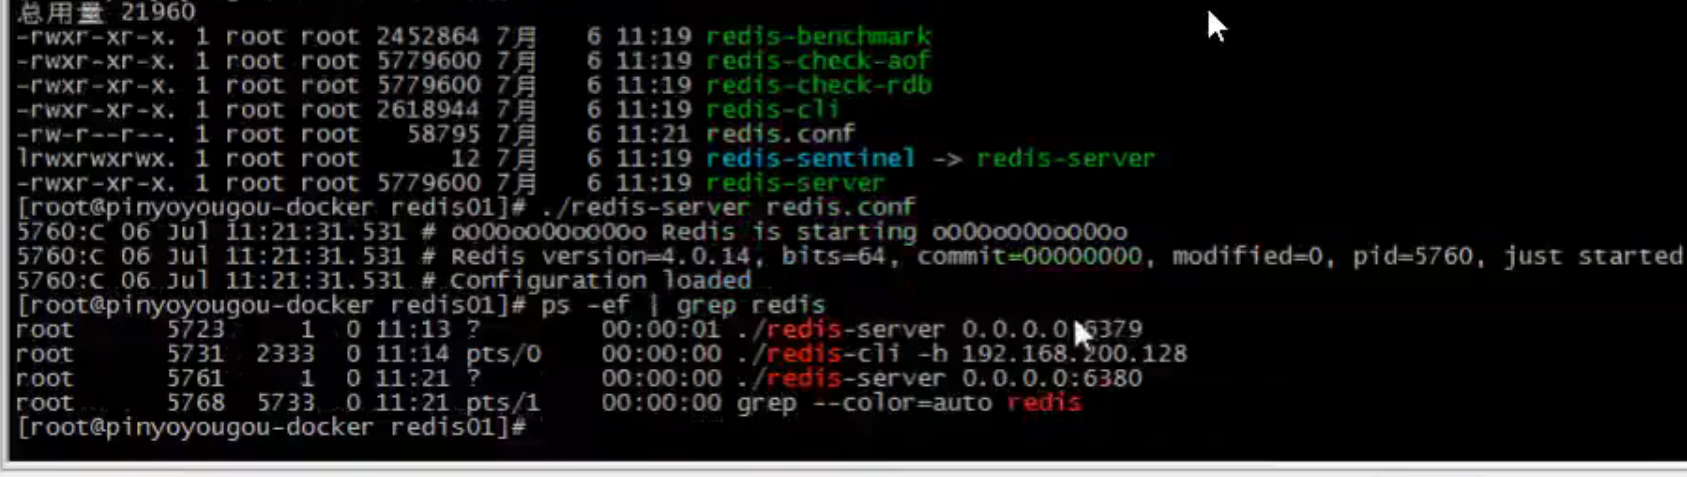 总用量 21960
-rwxr-xr-x. 1 root root 2452864 7月   6 11:19 redis-benchmark
-rwxr-xr-x. 1 root root 5779600 7月   6 11:19 redis-check-aof
-rwxr-xr-x. 1 root root 5779600 7月   6 11:19 redis-check-rdb
-rwxr-xr-x. 1 root root 2618944 7月   6 11:19 redis-cli
-rw-r--r--. 1 root root   58795 7月   6 11:21 redis.conf
lrwxrwxrwx. 1 root root      12 7月   6 11:19 redis-sentinel -> redis-server
-rwxr-xr-x. 1 root root 5779600 7月   6 11:19 redis-server
[root@pinyoyougou-docker redis01]# ./redis-server redis.conf
5760:C 06 Jul 11:21:31.531 # oO0OoO0OoO0Oo Redis is starting oO0OoO0OoO0Oo
5760:C 06 Jul 11:21:31.531 # Redis version=4.0.14, bits=64, commit=00000000, modified=0, pid=5760, just started
5760:C 06 Jul 11:21:31.531 # Configuration loaded
[root@pinyoyougou-docker redis01]# ps -ef | grep redis
root      5723     1  0 11:13 ?        00:00:01 ./redis-server 0.0.0.0:6379
root      5731  2333  0 11:14 pts/0    00:00:00 ./redis-cli -h 192.168.200.128
root      5761     1  0 11:21 ?        00:00:00 ./redis-server 0.0.0.0:6380
root      5768  5733  0 11:21 pts/1    00:00:00 grep --color=auto redis
[root@pinyoyougou-docker redis01]#